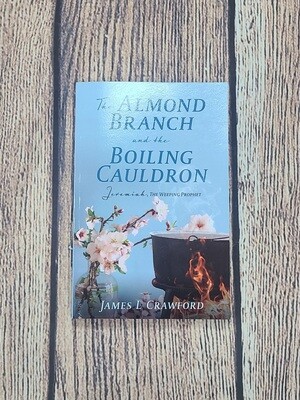 The ALMOND
BRANCH
and the
BOILING
CAULDRON
Jeremiah, THE WEEPING PROPHET
JAMES L. CRAWFORD